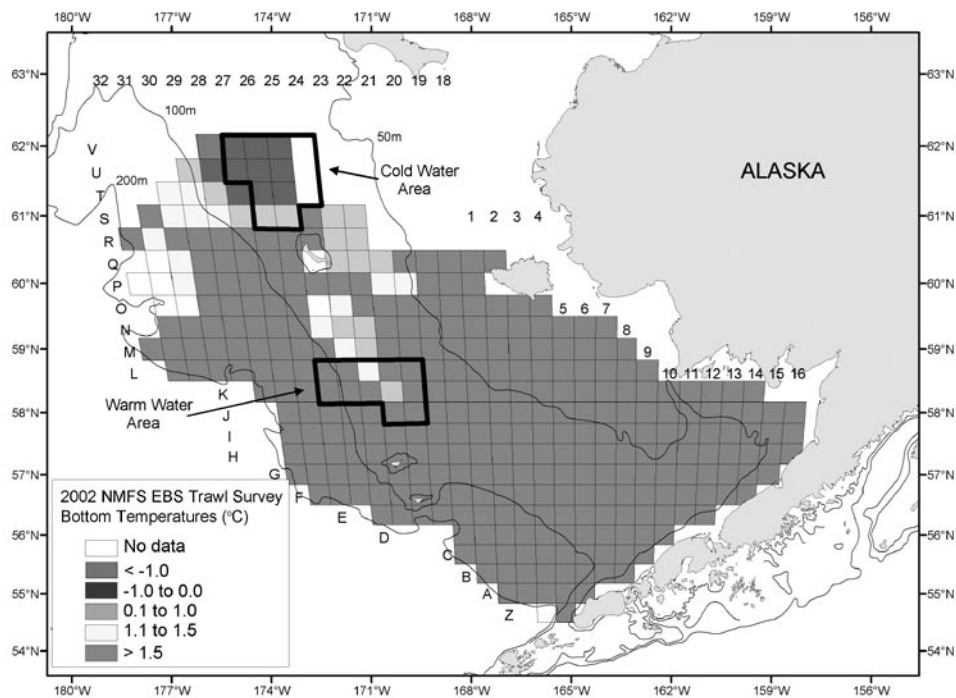 180°W 177°W 174°W 171°W 168°W 165°W 162°W 159°W 156°W
63°N 63°N
32 31 30 29 28 27 26 25 24 23 22 21 20 19 18
100m
50m
62°N 62°N
V
U
T
S
R
Q
P
O
N
M
L
K
J
I
H
G
F
E
D
C
B
A
Z
200m
Cold Water
Area
ALASKA
61°N 61°N
1 2 3 4
60°N 60°N
5 6 7
8
9
59°N 59°N
10 11 12 13 14 15 16
Warm Water
Area
58°N 58°N
57°N 57°N
56°N 56°N
55°N 55°N
54°N 54°N
2002 NMFS EBS Trawl Survey
Bottom Temperatures (°C)
No data
< -1.0
-1.0 to 0.0
0.1 to 1.0
1.1 to 1.5
> 1.5
180°W 177°W 174°W 171°W 168°W 165°W 162°W 159°W 156°W